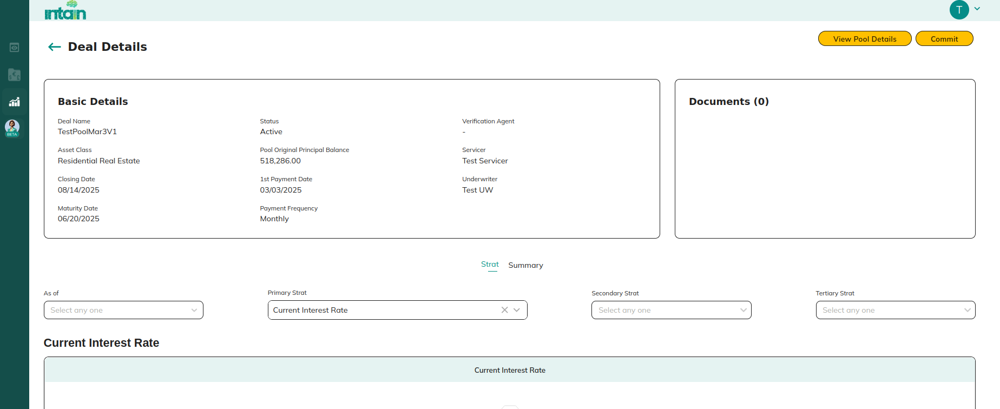 intain
T
Deal Details
View Pool Details
Commit
BETA
Basic Details
Deal Name
TestPoolMar3V1
Status
Active
Verification Agent
-
Asset Class
Residential Real Estate
Pool Original Principal Balance
518,286.00
Servicer
Test Servicer
Closing Date
08/14/2025
1st Payment Date
03/03/2025
Underwriter
Test UW
Maturity Date
06/20/2025
Payment Frequency
Monthly
Documents (0)
Strat
Summary
As of
Select any one
Primary Strat
Current Interest Rate
Secondary Strat
Select any one
Tertiary Strat
Select any one
Current Interest Rate
Current Interest Rate